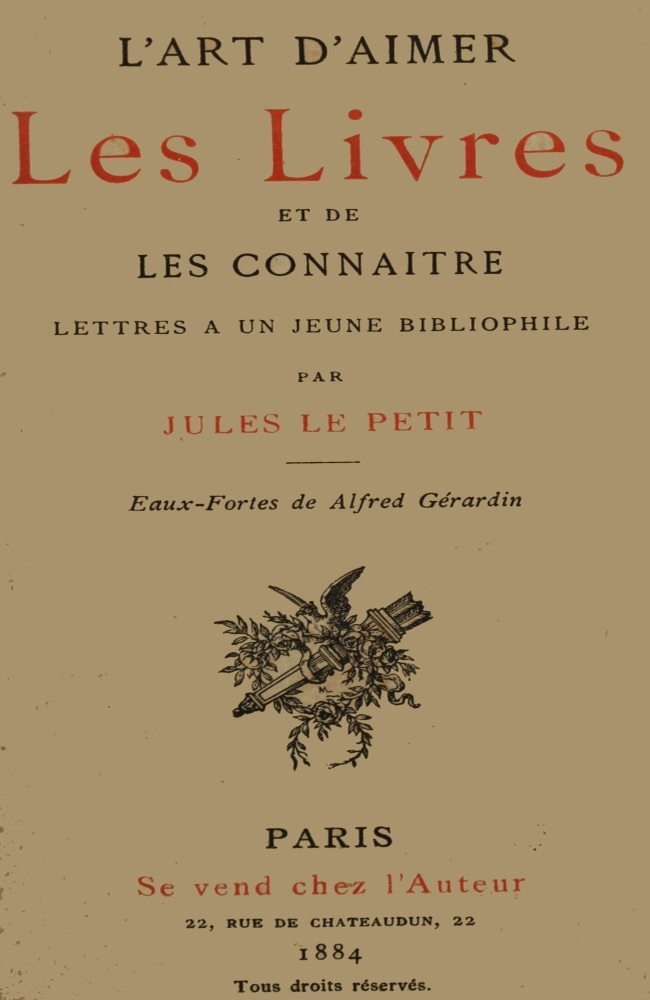 L'ART D'AIMER
Les Livres
ET DE
LES CONNAITRE
LETTRES A UN JEUNE BIBLIOPHILE
PAR
JULES LE PETIT
Eaux-Fortes de Alfred Gérardin
PARIS
Se vend chez l'Auteur
22, RUE DE CHATEAUDUN, 22
1884
Tous droits réservés.